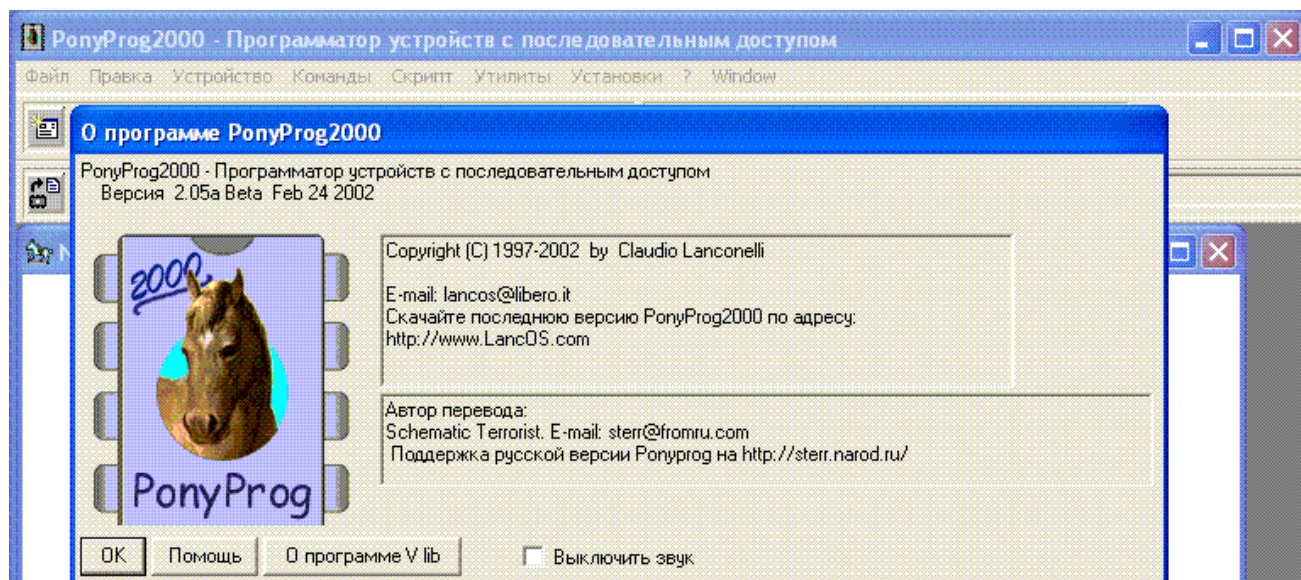 PonyProg2000 - Программатор устройств с последовательным доступом
Файл Правка Устройство Команды Скрипт Утилиты Установки ? Window
О программе PonyProg2000
PonyProg2000 - Программатор устройств с последовательным доступом
Версия 2.05a Beta Feb 24 2002
2000
PonyProg
Copyright (C) 1997-2002 by Claudio Lanconelli
E-mail: lancos@libero.it
Скачайте последнюю версию PonyProg2000 по адресу:
http://www.LancOS.com
Автор перевода:
Schematic Terrorist. E-mail: sterr@fromru.com
Поддержка русской версии Ponyprog на http://sterr.narod.ru/
OK Помощь О программе V lib Выключить звук